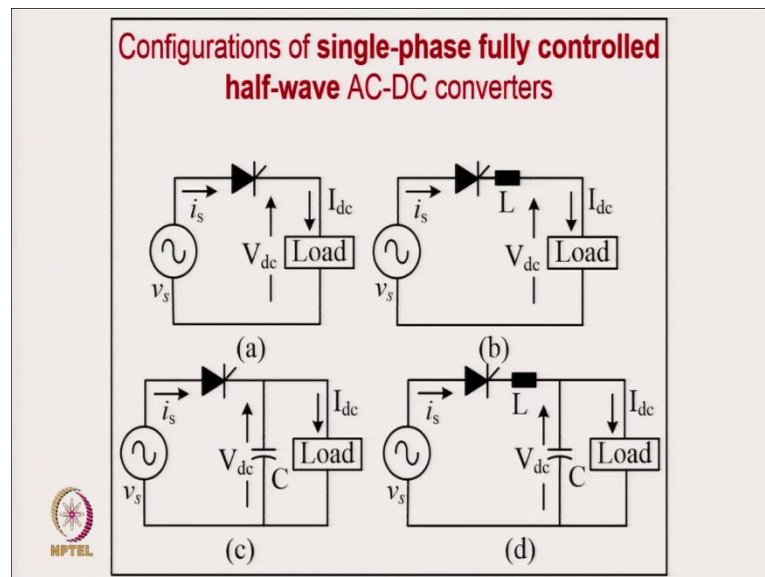 Configurations of single-phase fully controlled
half-wave AC-DC converters
i_s
v_s
V_dc
I_dc
Load
(a)
i_s
v_s
L
V_dc
I_dc
Load
(b)
i_s
v_s
V_dc
C
I_dc
Load
(c)
i_s
v_s
L
V_dc
C
I_dc
Load
(d)
NPTEL